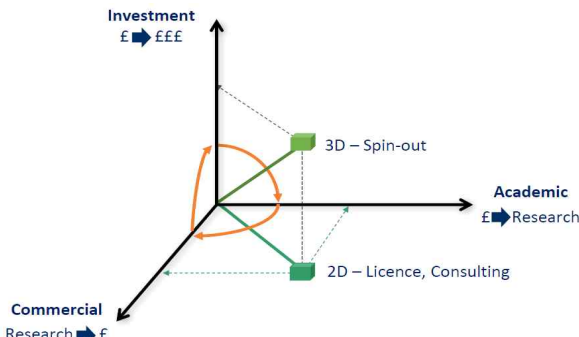 Investment
£ ➡ £££
3D – Spin-out
Academic
£ ➡ Research
2D – Licence, Consulting
Commercial
Research ➡ £